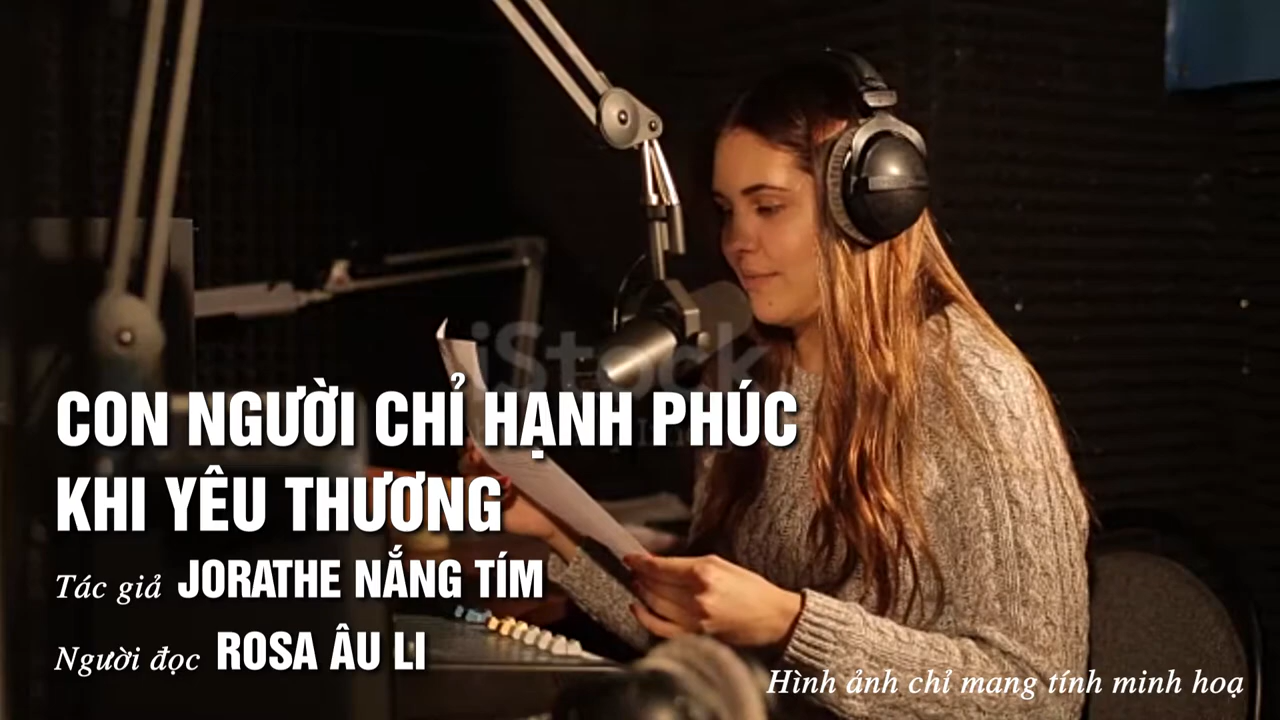 iStock
CON NGƯỜI CHỈ HẠNH PHÚC
KHI YÊU THƯƠNG
Tác giả JORATHE NẮNG TÍM
Người đọc ROSA ÂU LI
Hình ảnh chỉ mang tính minh hoạ